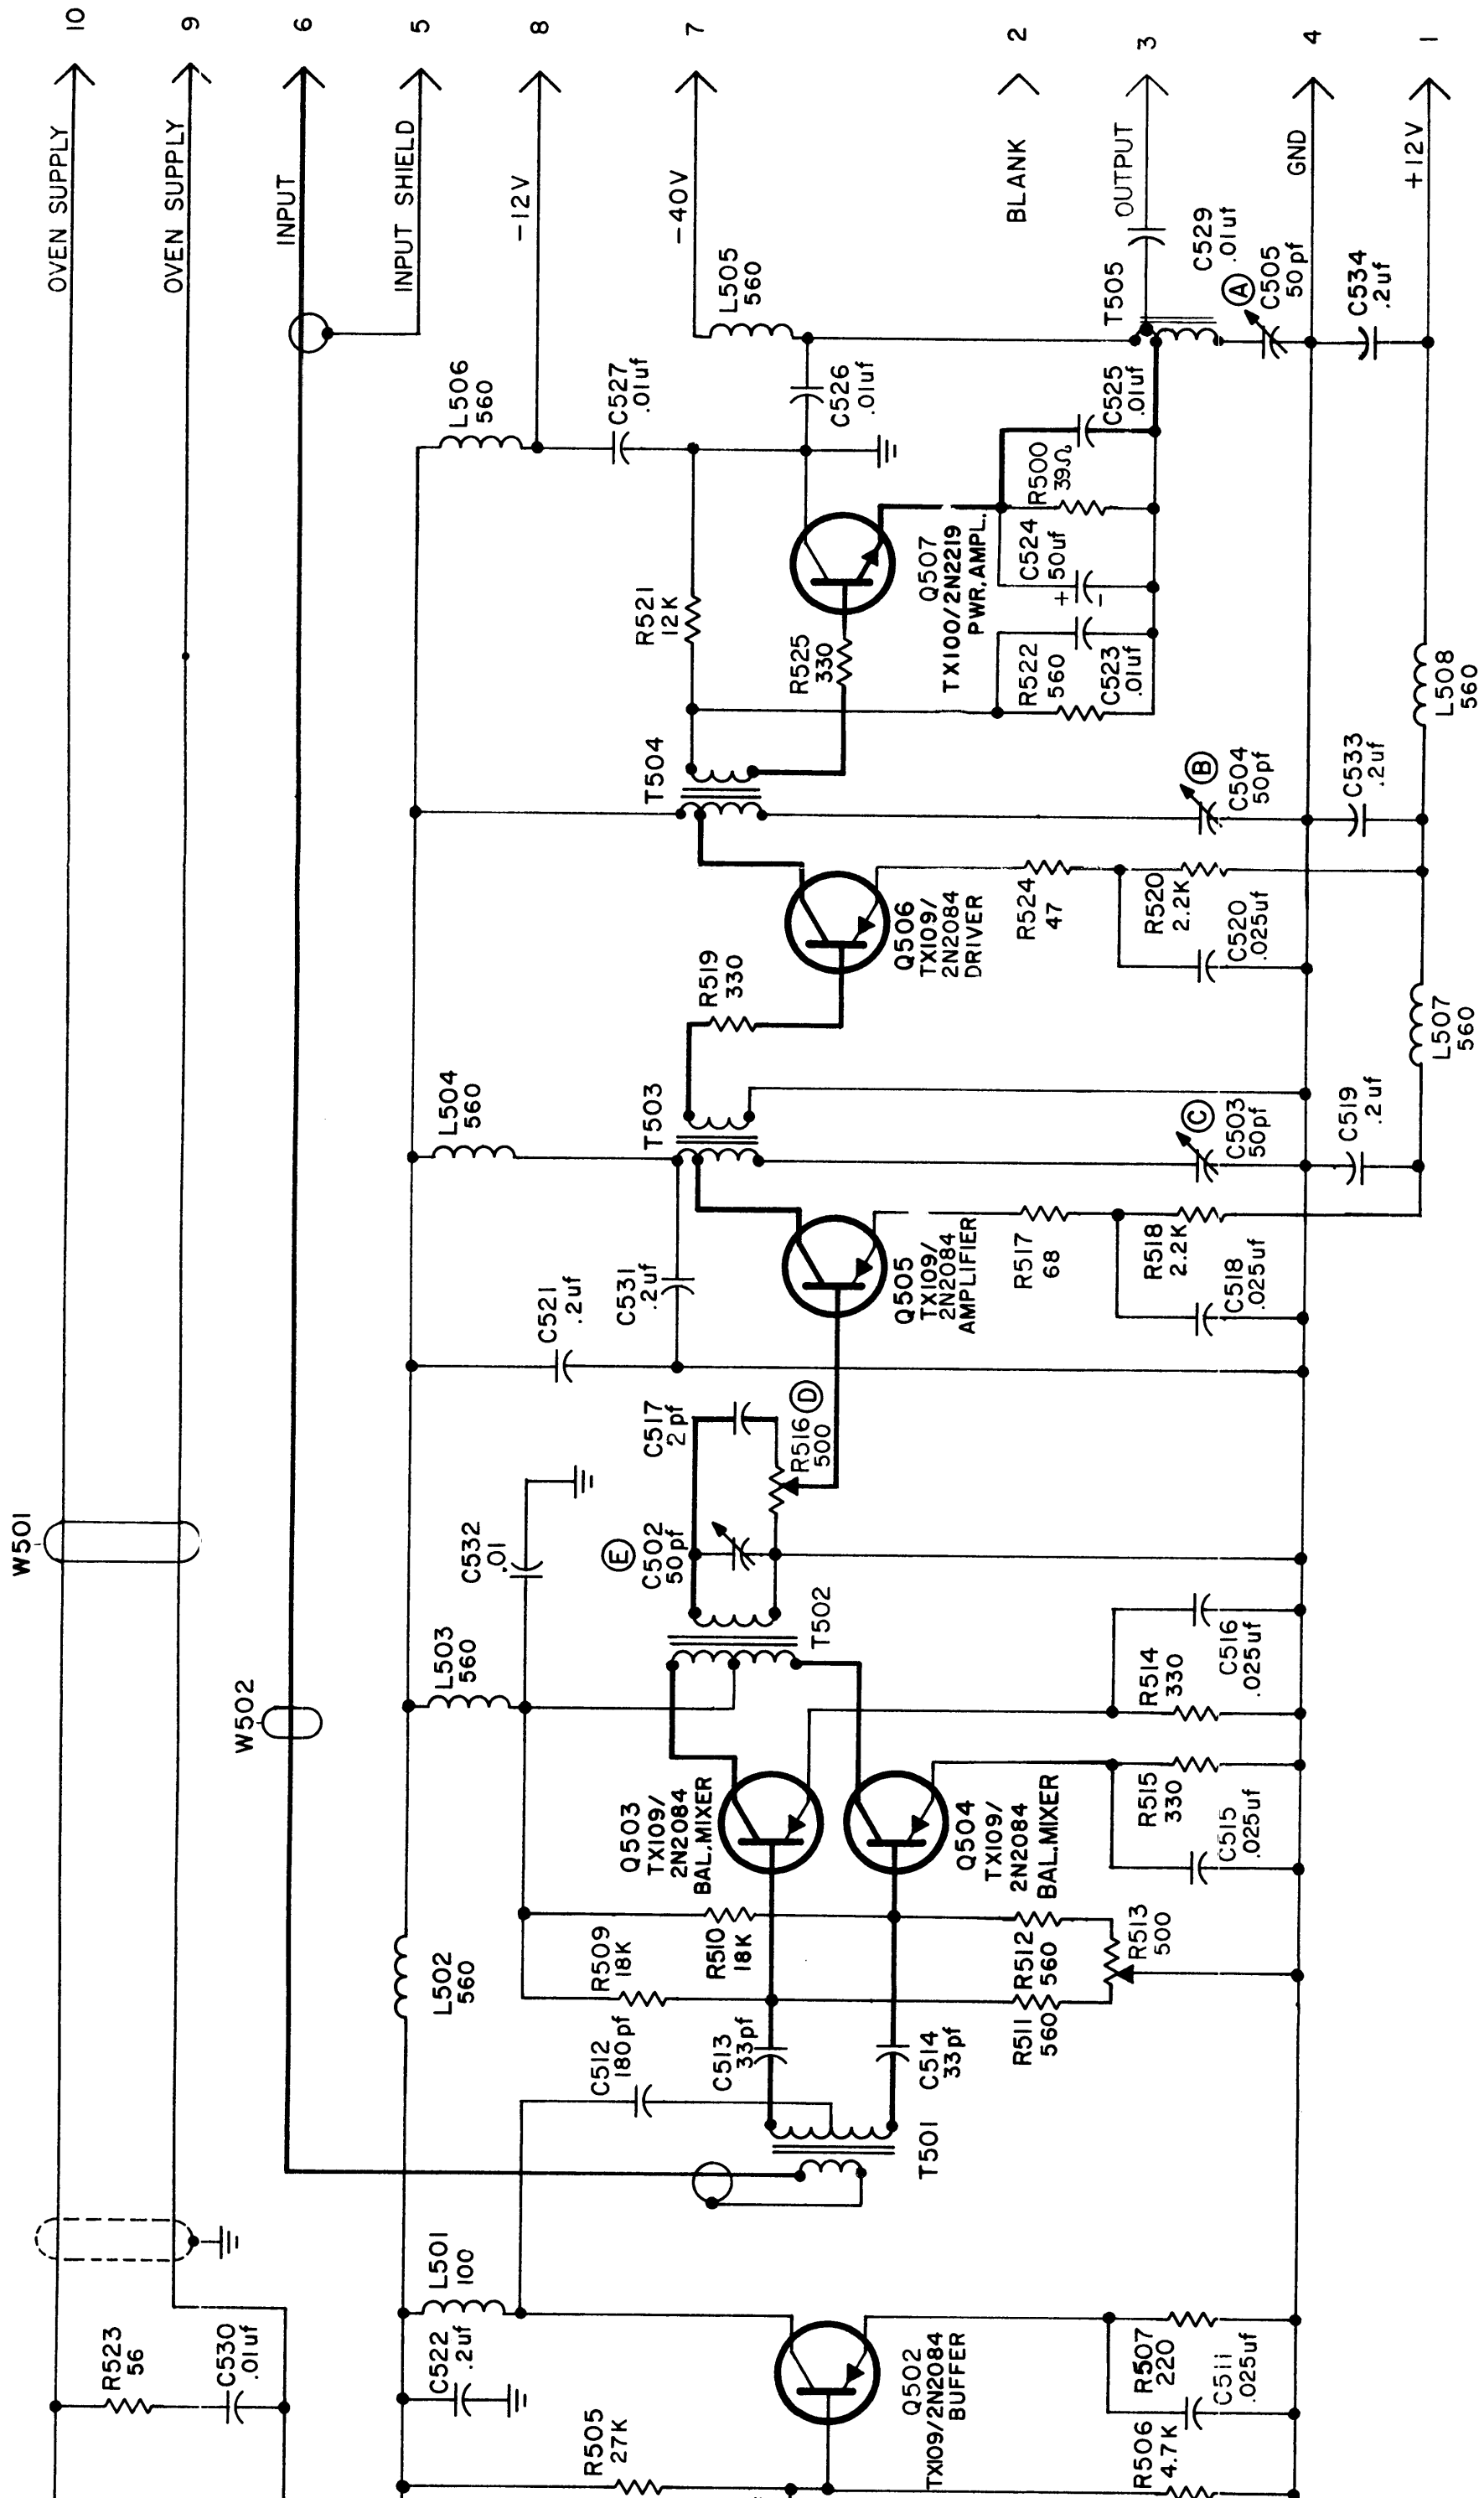 10
OVEN SUPPLY
9
OVEN SUPPLY
6
INPUT
5
INPUT SHIELD
8
-12V
7
-40V
2
BLANK
3
OUTPUT
4
GND
1
+12V
W501
W502
L505
560
T505
C529
.01uf
A
C505
50pf
C534
.2uf
L506
560
C527
.01uf
C526
.01uf
C525
.01uf
R500
39Ω
C524
50uf
+
-
Q507
TX100/2N2219
PWR.AMPL.
R521
12K
R525
330
R522
560
C523
.01uf
L508
560
T504
B
C504
50pf
C533
.2uf
Q506
TX109/
2N2084
DRIVER
R524
47
R520
2.2K
C520
.025uf
R519
330
L507
560
L504
560
T503
C
C503
50pf
C519
.2uf
C521
.2uf
C531
.2uf
Q505
TX109/
2N2084
AMPLIFIER
R517
68
R518
2.2K
C518
.025uf
C517
2pf
R516
500
D
C532
.01
E
C502
50pf
T502
L503
560
R514
330
C516
.025uf
Q503
TX109/
2N2084
BAL.MIXER
Q504
TX109/
2N2084
BAL.MIXER
R515
330
C515
.025uf
L502
560
R509
18K
R510
18K
R512
560
R513
500
R511
560
C512
180pf
C513
33pf
C514
33pf
T501
L501
100
C522
.2uf
R523
56
C530
.01uf
Q502
TX109/2N2084
BUFFER
R507
220
C511
.025uf
R505
27K
R506
4.7K